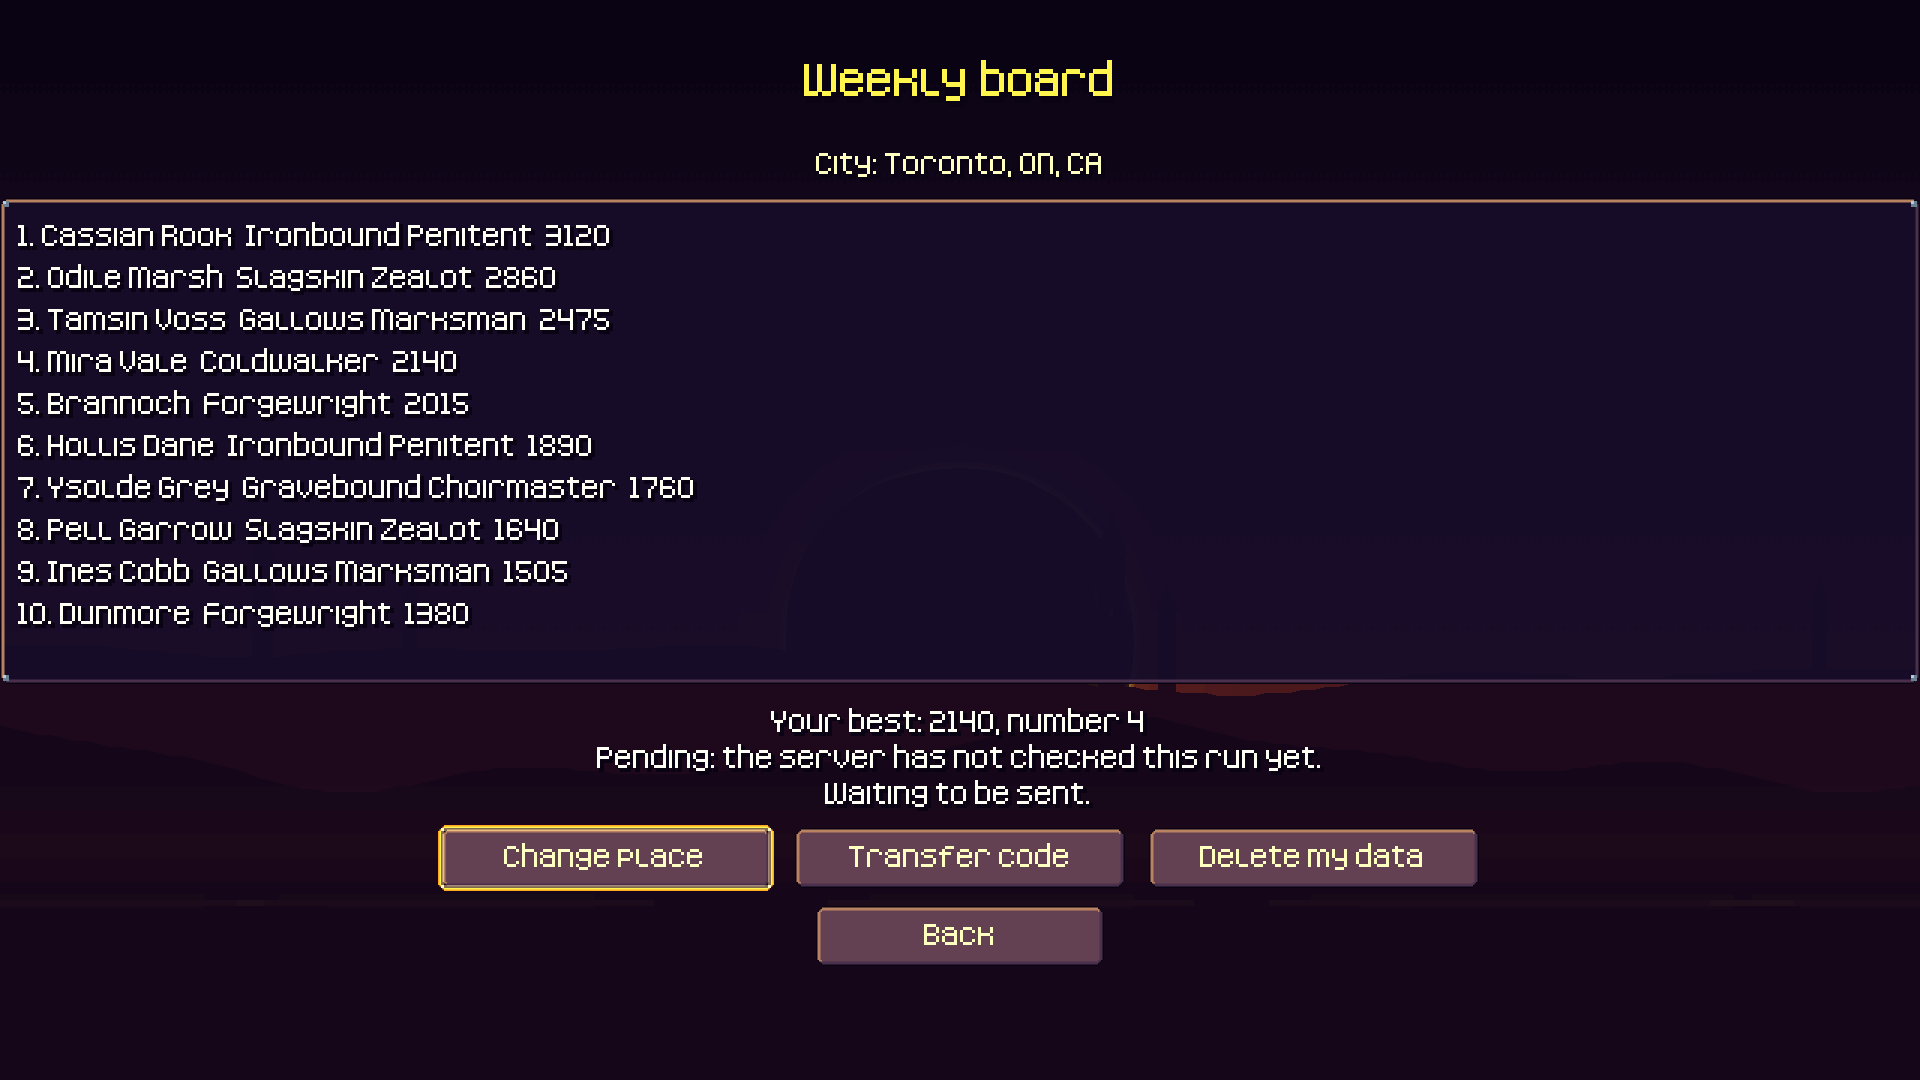 Weekly board
City: Toronto, ON, CA
1. Cassian Rook Ironbound Penitent 3120
2. Odile Marsh Slagskin Zealot 2860
3. Tamsin Voss Gallows Marksman 2475
4. Mira Vale Coldwalker 2140
5. Brannoch Forgewright 2015
6. Hollis Dane Ironbound Penitent 1890
7. Ysolde Grey Gravebound Choirmaster 1760
8. Pell Garrow Slagskin Zealot 1640
9. Ines Cobb Gallows Marksman 1505
10. Dunmore Forgewright 1380
Your best: 2140, number 4
Pending: the server has not checked this run yet.
Waiting to be sent.
Change place
Transfer code
Delete my data
Back